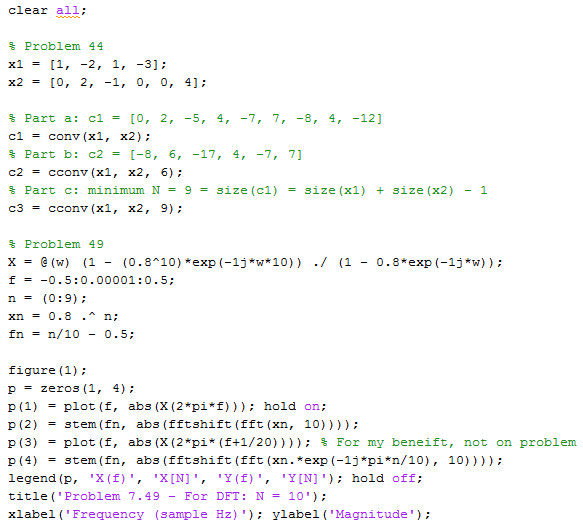 clear all;
% Problem 44
x1 = [1, -2, 1, -3];
x2 = [0, 2, -1, 0, 0, 4];
% Part a: c1 = [0, 2, -5, 4, -7, 7, -8, 4, -12]
c1 = conv(x1, x2);
% Part b: c2 = [-8, 6, -17, 4, -7, 7]
c2 = cconv(x1, x2, 6);
% Part c: minimum N = 9 = size(c1) = size(x1) + size(x2) - 1
c3 = cconv(x1, x2, 9);
% Problem 49
X = @(w) (1 - (0.8^10)*exp(-1j*w*10)) ./ (1 - 0.8*exp(-1j*w));
f = -0.5:0.00001:0.5;
n = (0:9);
xn = 0.8 .^ n;
fn = n/10 - 0.5;
figure(1);
p = zeros(1, 4);
p(1) = plot(f, abs(X(2*pi*f))); hold on;
p(2) = stem(fn, abs(fftshift(fft(xn, 10))));
p(3) = plot(f, abs(X(2*pi*(f+1/20)))); % For my beneift, not on problem
p(4) = stem(fn, abs(fftshift(fft(xn.*exp(-1j*pi*n/10), 10))));
legend(p, 'X(f)', 'X[N]', 'Y(f)', 'Y[N]'); hold off;
title('Problem 7.49 - For DFT: N = 10');
xlabel('Frequency (sample Hz)'); ylabel('Magnitude');